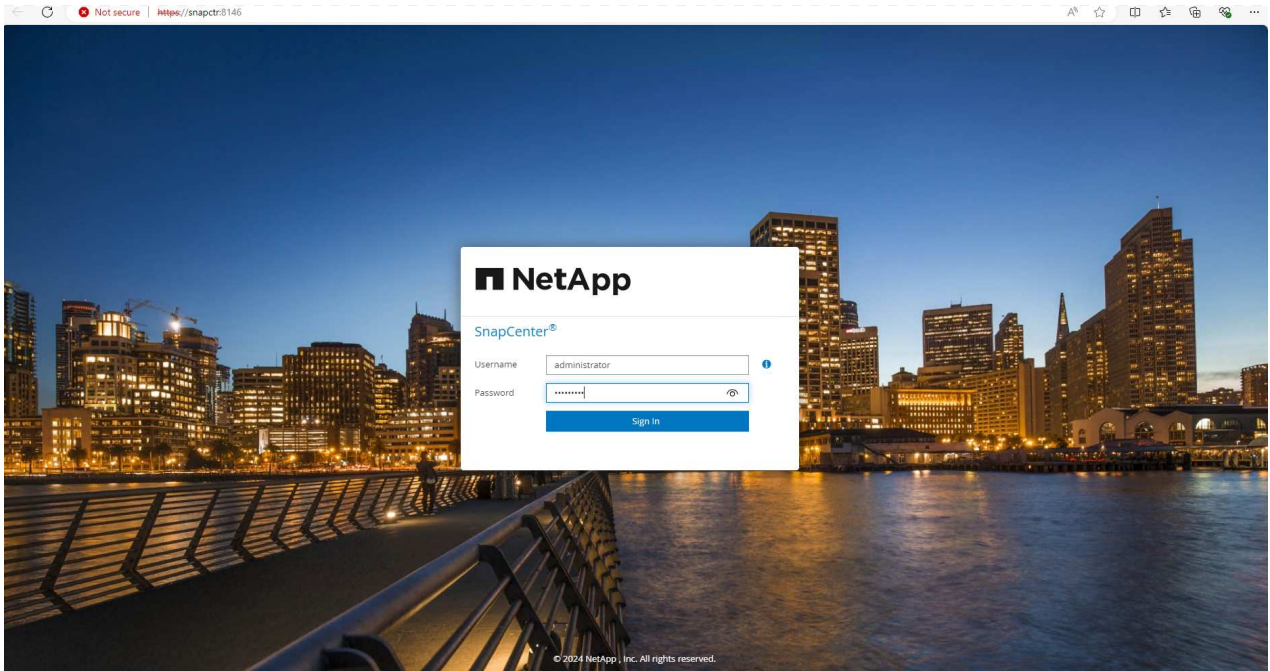 Not secure https://snapctr:8146
NetApp
SnapCenter®
Username administrator
Password •••••••••
Sign In
© 2024 NetApp , Inc. All rights reserved.